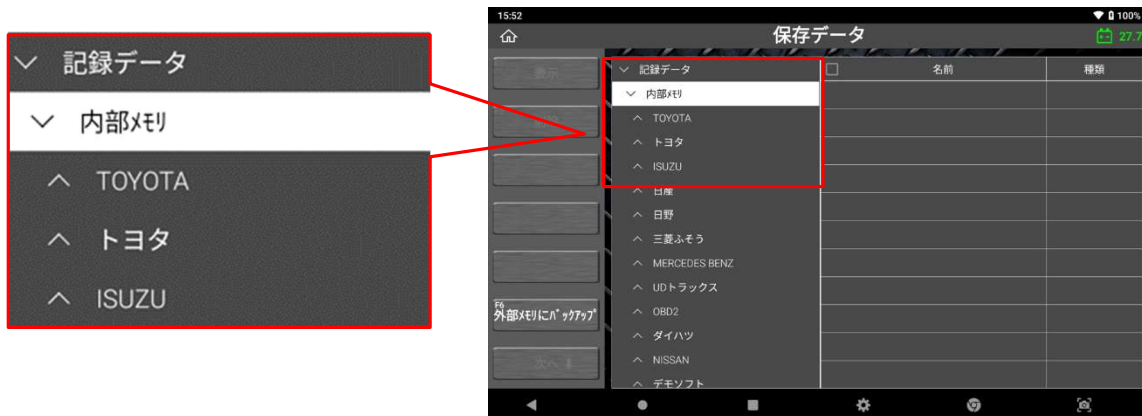 記録データ
内部ﾒﾓﾘ
TOYOTA
トヨタ
ISUZU
15:52
100%
保存データ
27.7
表示
記録データ
名前
種類
内部ﾒﾓﾘ
TOYOTA
トヨタ
ISUZU
日産
日野
三菱ふそう
MERCEDES BENZ
UDトラックス
F6
外部ﾒﾓﾘにﾊﾞｯｸｱｯﾌﾟ
OBD2
ダイハツ
次へ
NISSAN
デモソフト